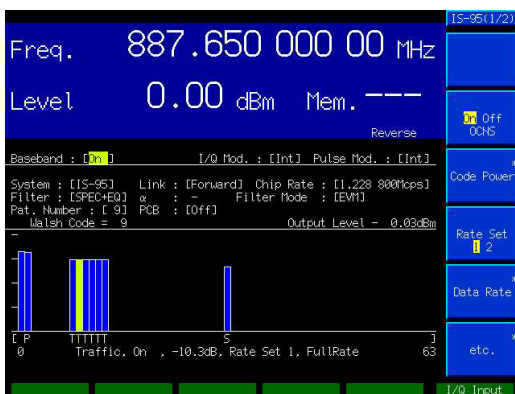 IS-95(1/2)
Freq. 887.650 000 00 MHz
Level 0.00 dBm Mem. ---
Reverse
On Off
OCNS
Baseband : [On ] I/Q Mod. : [Int] Pulse Mod. : [Int]
System : [IS-95] Link : [Forward] Chip Rate : [1.228 800Mcps]
Filter : [SPEC+EQ] α : - Filter Mode : [EVM]
Pat. Number : [ 9] PCB : [Off]
Walsh Code = 9 Output Level - 0.03dBm
* Code Power
Rate Set
1 2
* Data Rate
* etc.
[ P TTTTTT S ]
0 Traffic, On , -10.3dB, Rate Set 1, FullRate 63
I/Q Input